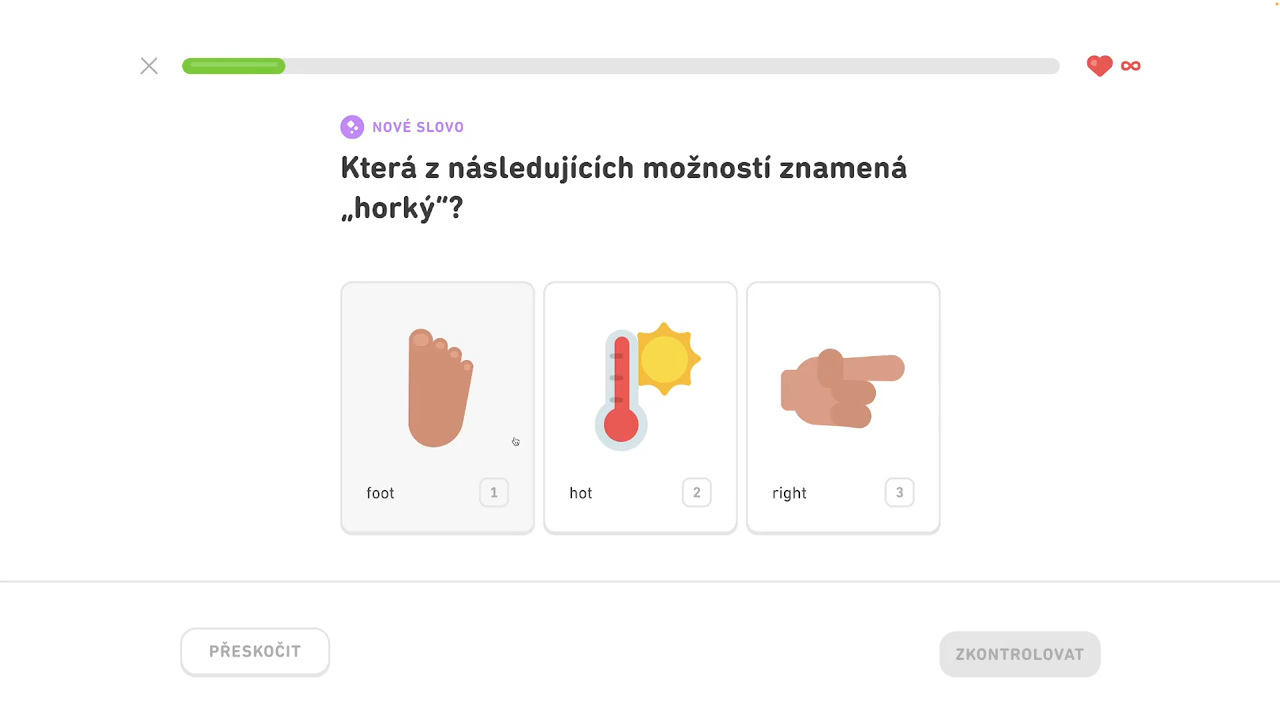 NOVÉ SLOVO
Která z následujících možností znamená
„horký“?
foot
1
hot
2
right
3
PŘESKOČIT
ZKONTROLOVAT